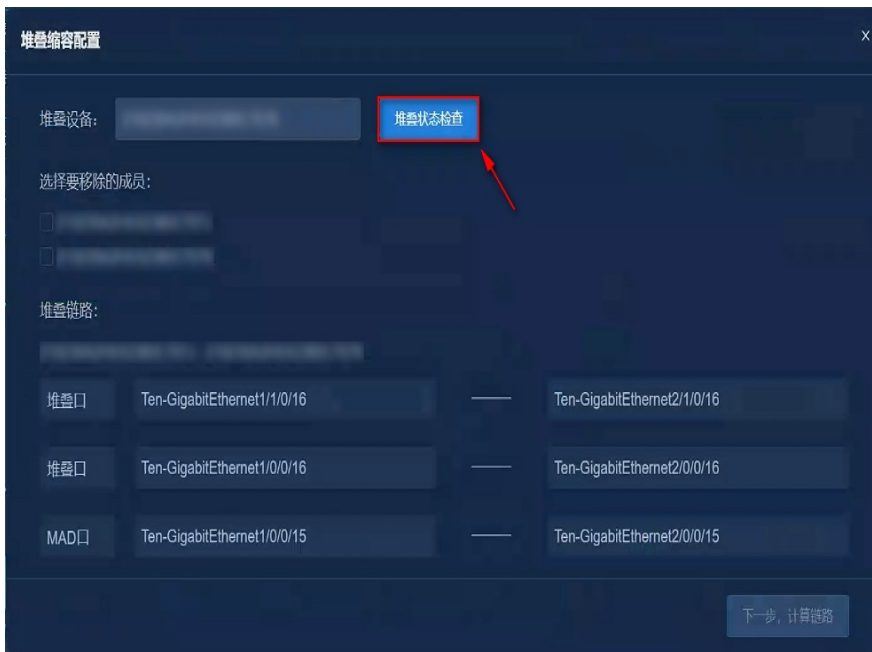 堆叠缩容配置 X
堆叠设备： 堆叠状态检查
选择要移除的成员：
堆叠链路：
堆叠口 Ten-GigabitEthernet1/1/0/16 —— Ten-GigabitEthernet2/1/0/16
堆叠口 Ten-GigabitEthernet1/0/0/16 —— Ten-GigabitEthernet2/0/0/16
MAD口 Ten-GigabitEthernet1/0/0/15 —— Ten-GigabitEthernet2/0/0/15
下一步，计算链路